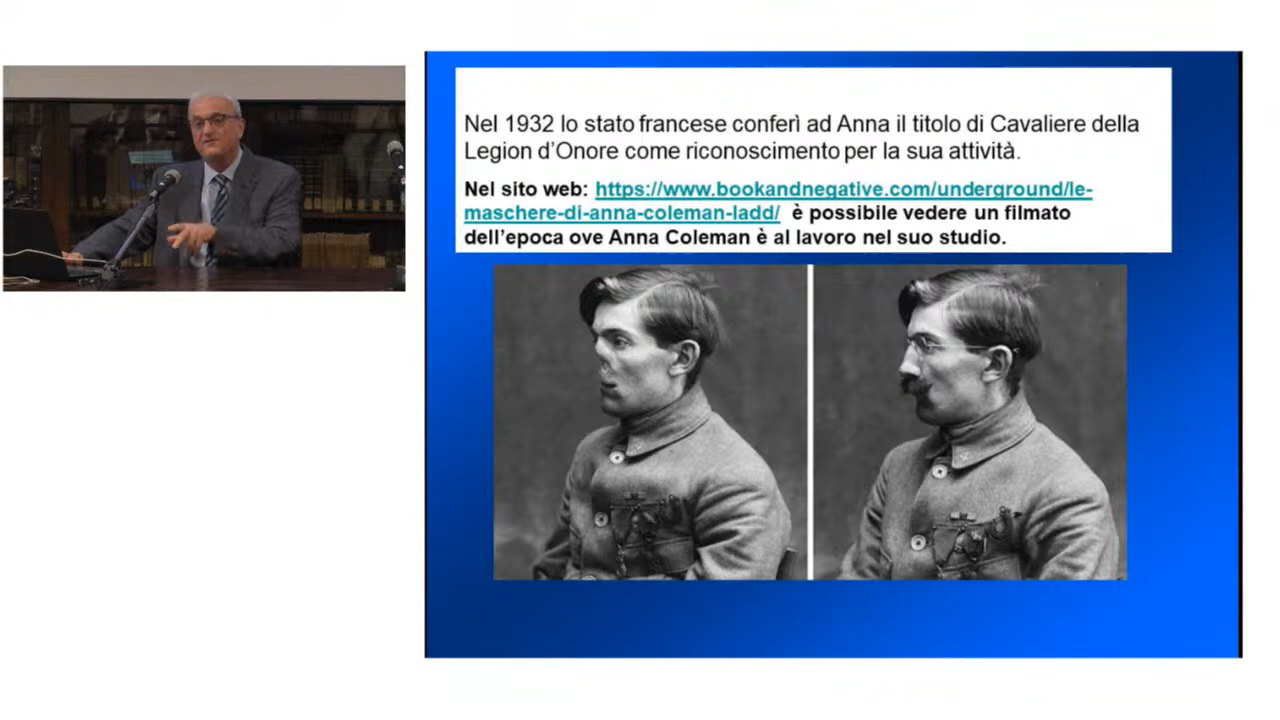 Nel 1932 lo stato francese conferì ad Anna il titolo di Cavaliere della
Legion d’Onore come riconoscimento per la sua attività.
Nel sito web: https://www.bookandnegative.com/underground/le-
maschere-di-anna-coleman-ladd/ è possibile vedere un filmato
dell’epoca ove Anna Coleman è al lavoro nel suo studio.